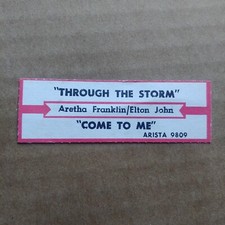 "THROUGH THE STORM"
Aretha Franklin/Elton John
"COME TO ME"
ARISTA 9809